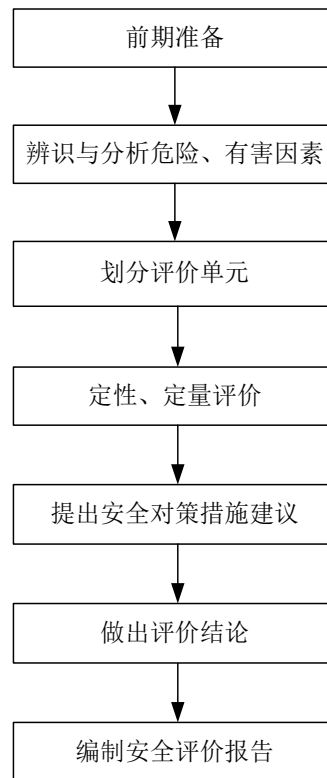 前期准备
辨识与分析危险、有害因素
划分评价单元
定性、定量评价
提出安全对策措施建议
做出评价结论
编制安全评价报告